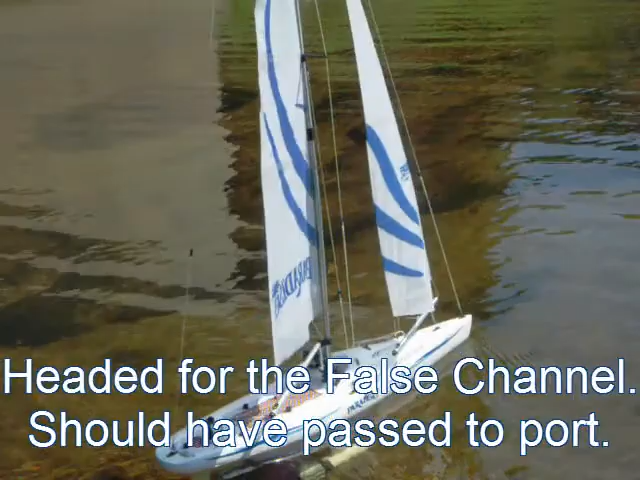 Headed for the False Channel.
Should have passed to port.